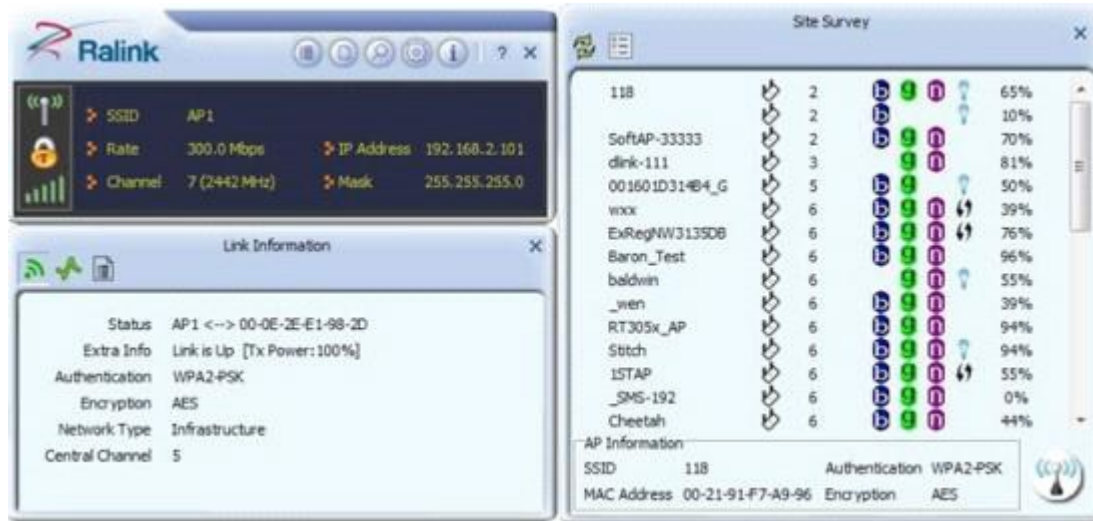 Ralink
? ×
SSID AP1
Rate 300.0 Mbps IP Address 192.168.2.101
Channel 7 (2442 MHz) Mask 255.255.255.0
Link Information
Status AP1 <--> 00-0E-2E-E1-98-2D
Extra Info Link is Up [Tx Power:100%]
Authentication WPA2-PSK
Encryption AES
Network Type Infrastructure
Central Channel 5
Site Survey
118 2 b g n 65%
2 b 10%
SoftAP-33333 2 b g n 70%
dlink-111 3 g n 81%
001601D314B4_G 5 b g 50%
wxx 6 b g n 39%
ExRegNW3135DB 6 b g n 76%
Baron_Test 6 b g n 96%
baldwin 6 g n 55%
_wen 6 b g n 39%
RT305x_AP 6 b g n 94%
Stitch 6 b g n 94%
1STAP 6 b g n 55%
_SMS-192 6 b g n 0%
Cheetah 6 b g n 44%
AP Information
SSID 118 Authentication WPA2-PSK
MAC Address 00-21-91-F7-A9-96 Encryption AES